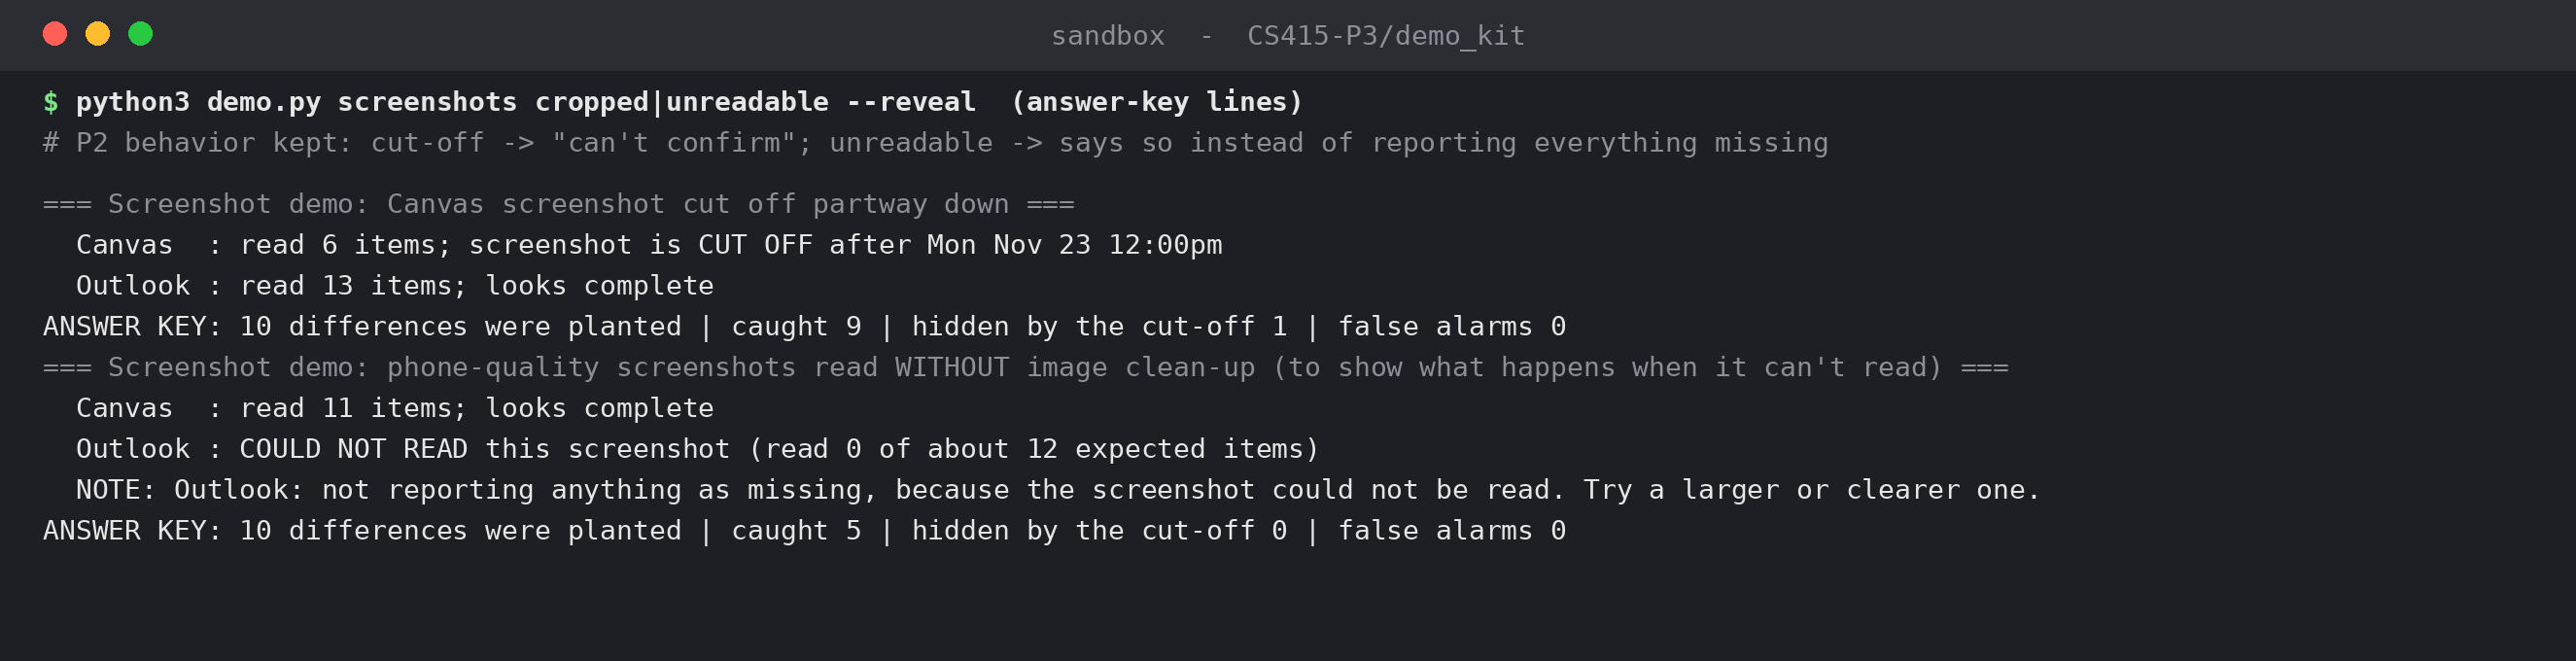 sandbox - CS415-P3/demo_kit
$ python3 demo.py screenshots cropped|unreadable --reveal (answer-key lines)
# P2 behavior kept: cut-off -> "can't confirm"; unreadable -> says so instead of reporting everything missing
=== Screenshot demo: Canvas screenshot cut off partway down ===
Canvas : read 6 items; screenshot is CUT OFF after Mon Nov 23 12:00pm
Outlook : read 13 items; looks complete
ANSWER KEY: 10 differences were planted | caught 9 | hidden by the cut-off 1 | false alarms 0
=== Screenshot demo: phone-quality screenshots read WITHOUT image clean-up (to show what happens when it can't read) ===
Canvas : read 11 items; looks complete
Outlook : COULD NOT READ this screenshot (read 0 of about 12 expected items)
NOTE: Outlook: not reporting anything as missing, because the screenshot could not be read. Try a larger or clearer one.
ANSWER KEY: 10 differences were planted | caught 5 | hidden by the cut-off 0 | false alarms 0